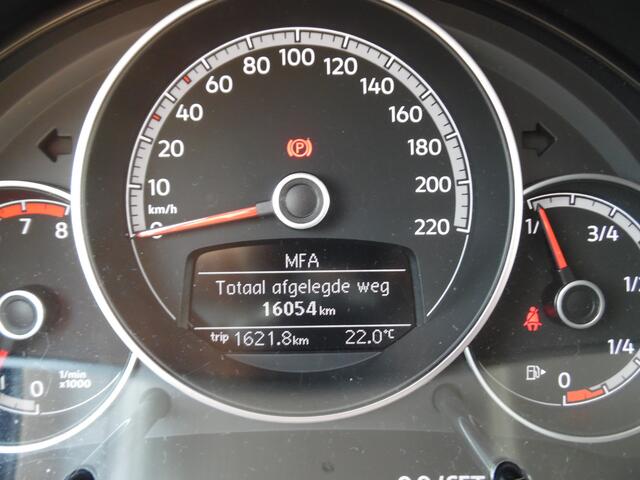 0 10 20 40 60 80 100 120 140 160 180 200 220
km/h
MFA
Totaal afgelegde weg
16054 km
trip 1621.8 km 22.0°C
7 8
0
1/min
x1000
1/ 3/4
1/4
0